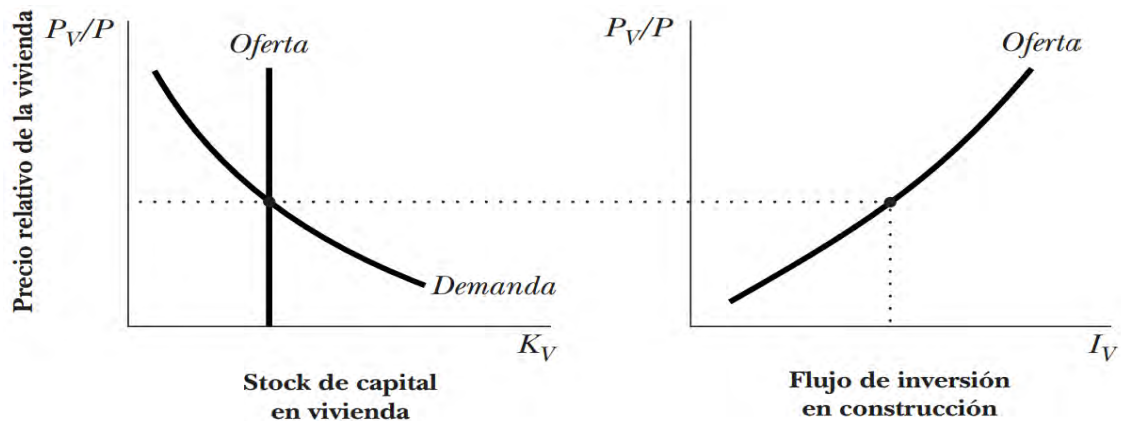 Precio relativo de la vivienda
P_V/P
Oferta
Demanda
K_V
Stock de capital
en vivienda
P_V/P
Oferta
I_V
Flujo de inversión
en construcción